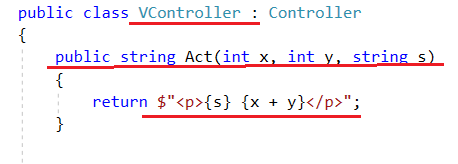 public class VController : Controller
{
public string Act(int x, int y, string s)
{
return $"<p>{s} {x + y}</p>";
}